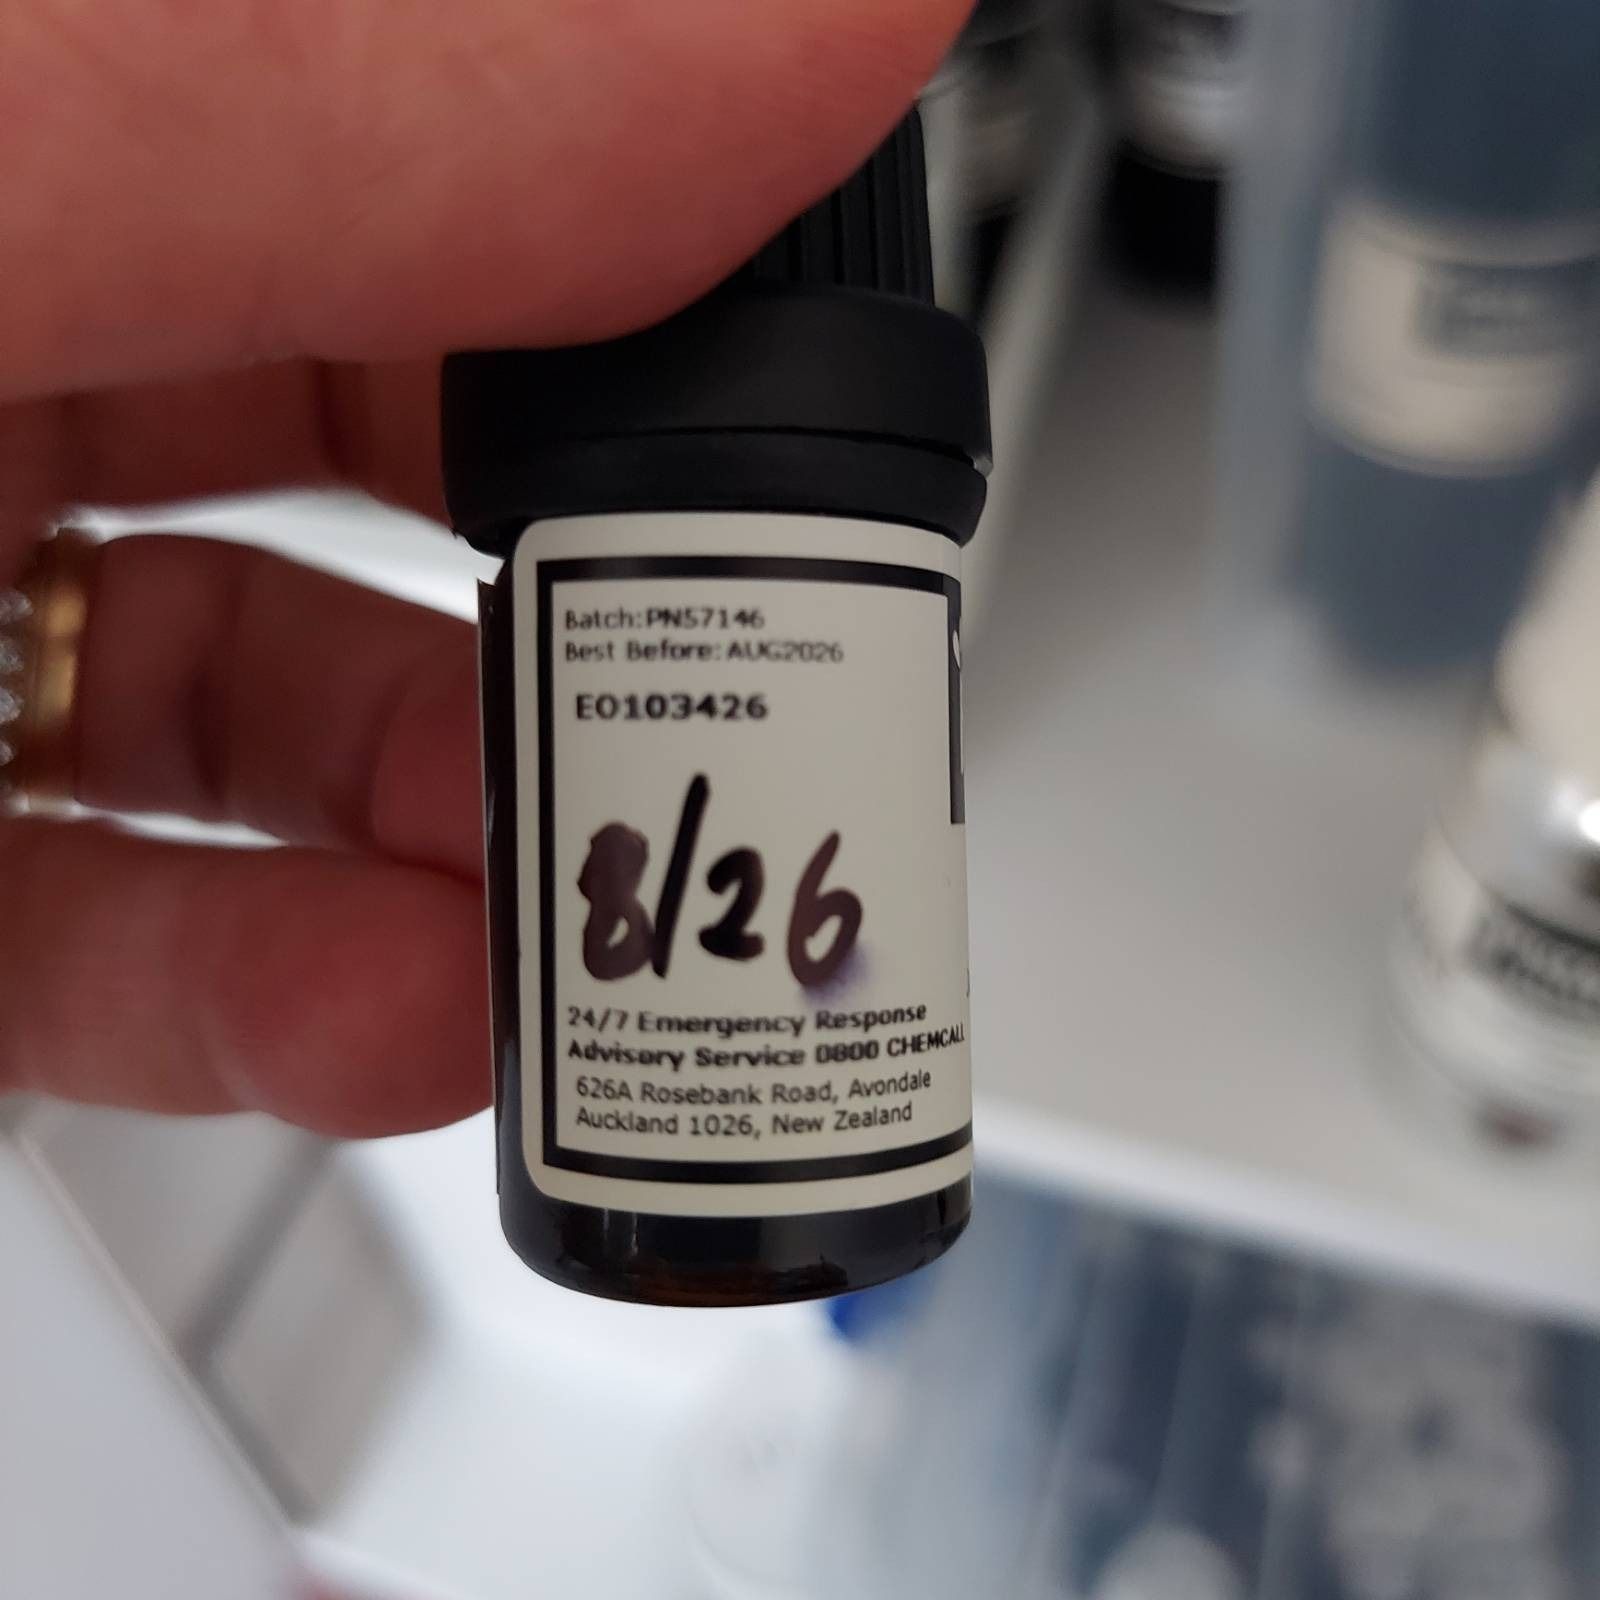 Batch:PN57146
Best Before: AUG2026
EO103426
8/26
24/7 Emergency Response
Advisory Service 0800 CHEMCALL
626A Rosebank Road, Avondale
Auckland 1026, New Zealand